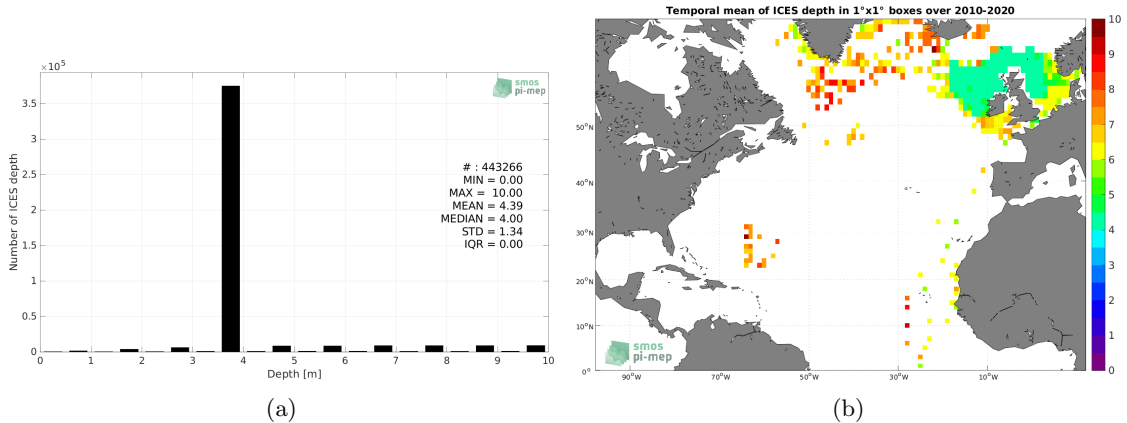 ×10⁵
3.5
3
2.5
2
1.5
1
0.5
0
Number of ICES depth
smos
pi-mep
# : 443266
MIN = 0.00
MAX = 10.00
MEAN = 4.39
MEDIAN = 4.00
STD = 1.34
IQR = 0.00
0 1 2 3 4 5 6 7 8 9 10
Depth [m]
(a)
Temporal mean of ICES depth in 1°x1° boxes over 2010-2020
50°N
40°N
30°N
20°N
10°N
0°
90°W 70°W 50°W 30°W 10°W
smos
pi-mep
10
9
8
7
6
5
4
3
2
1
0
(b)